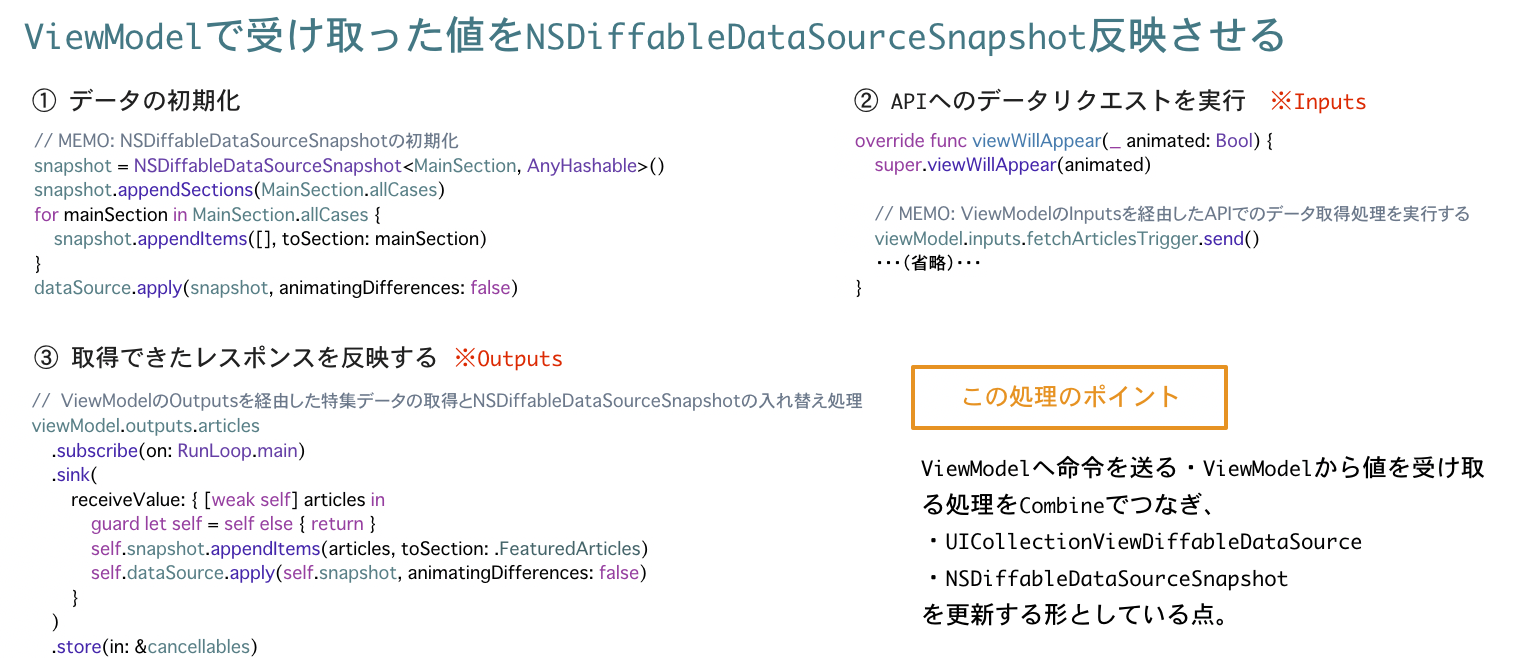 ViewModelで受け取った値をNSDiffableDataSourceSnapshot反映させる
① データの初期化
// MEMO: NSDiffableDataSourceSnapshotの初期化
snapshot = NSDiffableDataSourceSnapshot<MainSection, AnyHashable>()
snapshot.appendSections(MainSection.allCases)
for mainSection in MainSection.allCases {
    snapshot.appendItems([], toSection: mainSection)
}
dataSource.apply(snapshot, animatingDifferences: false)
② APIへのデータリクエストを実行 ※Inputs
override func viewWillAppear(_ animated: Bool) {
    super.viewWillAppear(animated)
    // MEMO: ViewModelのInputsを経由したAPIでのデータ取得処理を実行する
    viewModel.inputs.fetchArticlesTrigger.send()
    ・・・(省略)・・・
}
③ 取得できたレスポンスを反映する ※Outputs
//  ViewModelのOutputsを経由した特集データの取得とNSDiffableDataSourceSnapshotの入れ替え処理
viewModel.outputs.articles
    .subscribe(on: RunLoop.main)
    .sink(
        receiveValue: { [weak self] articles in
            guard let self = self else { return }
            self.snapshot.appendItems(articles, toSection: .FeaturedArticles)
            self.dataSource.apply(self.snapshot, animatingDifferences: false)
        }
    )
    .store(in: &cancellables)
この処理のポイント
ViewModelへ命令を送る・ViewModelから値を受け取
る処理をCombineでつなぎ、
・UICollectionViewDiffableDataSource
・NSDiffableDataSourceSnapshot
を更新する形としている点。